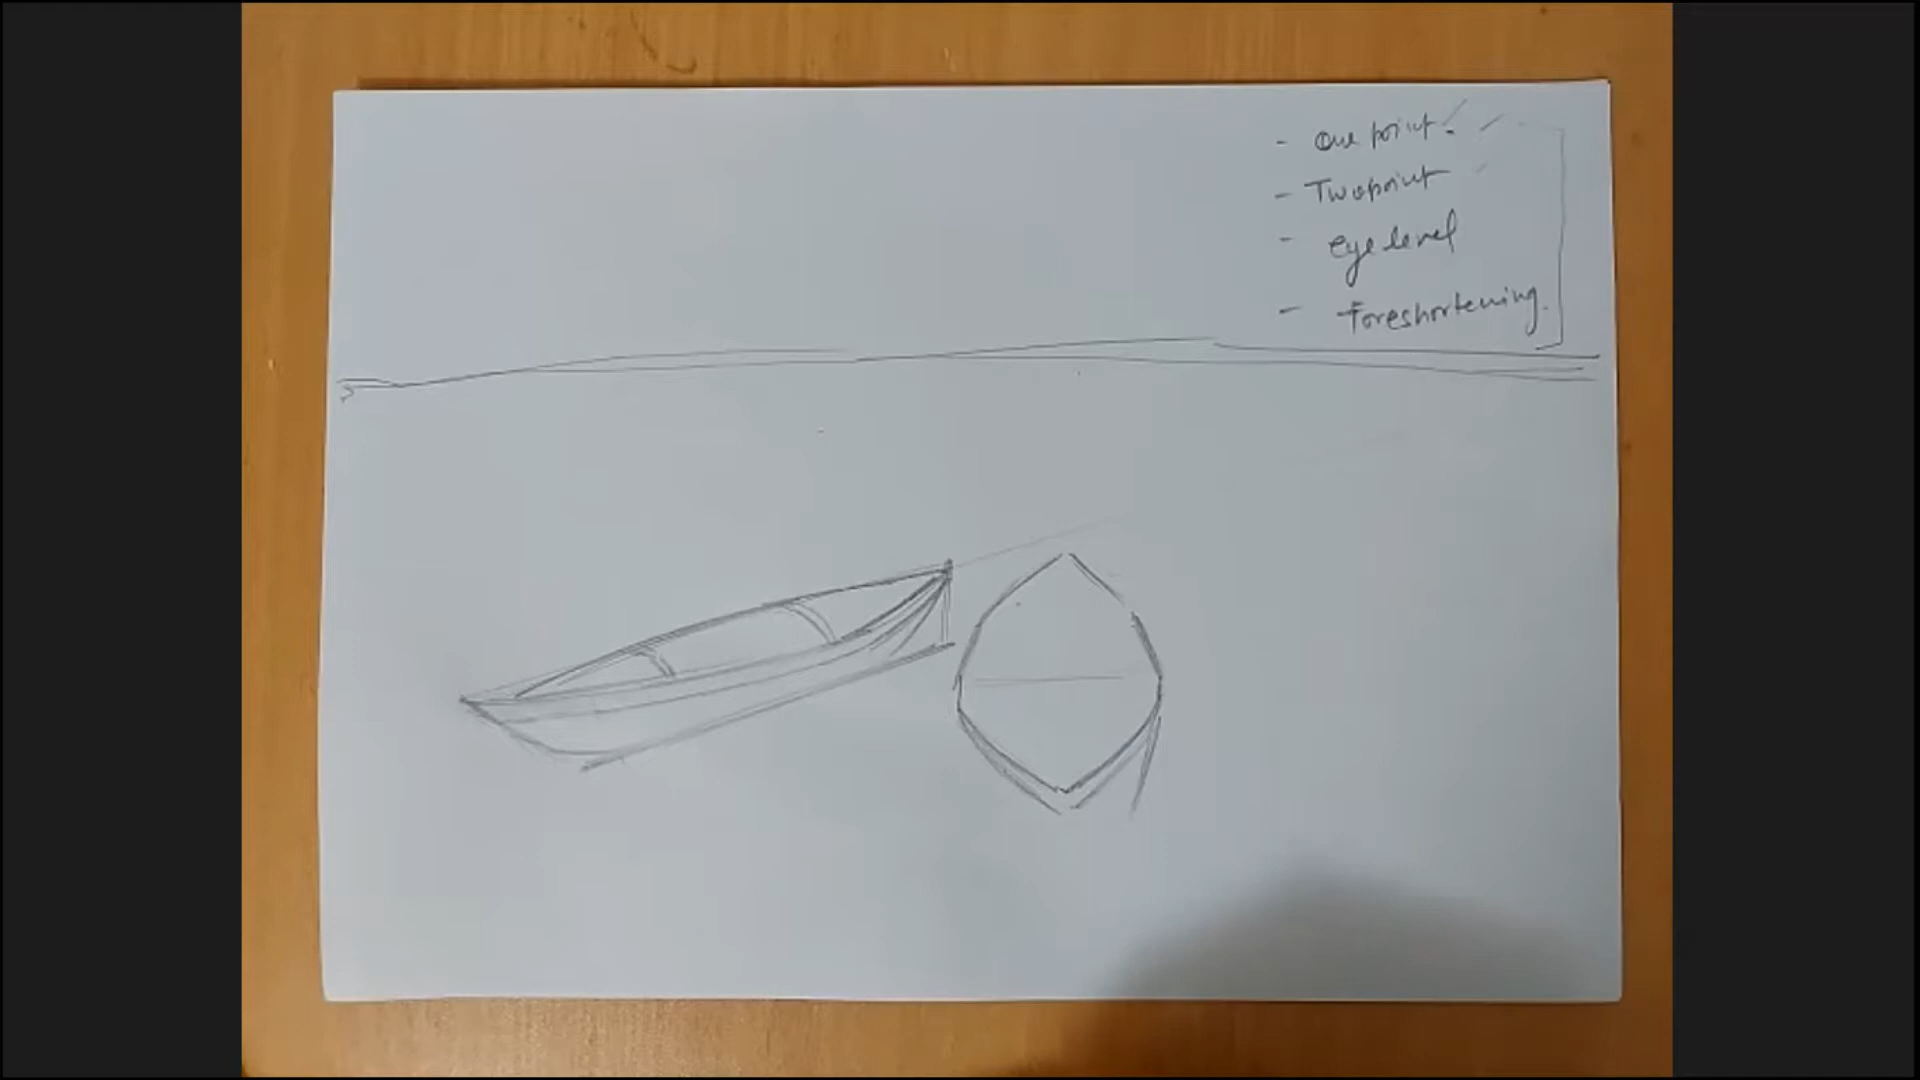 - One point.
- Two point
- eye level
- Foreshortening.